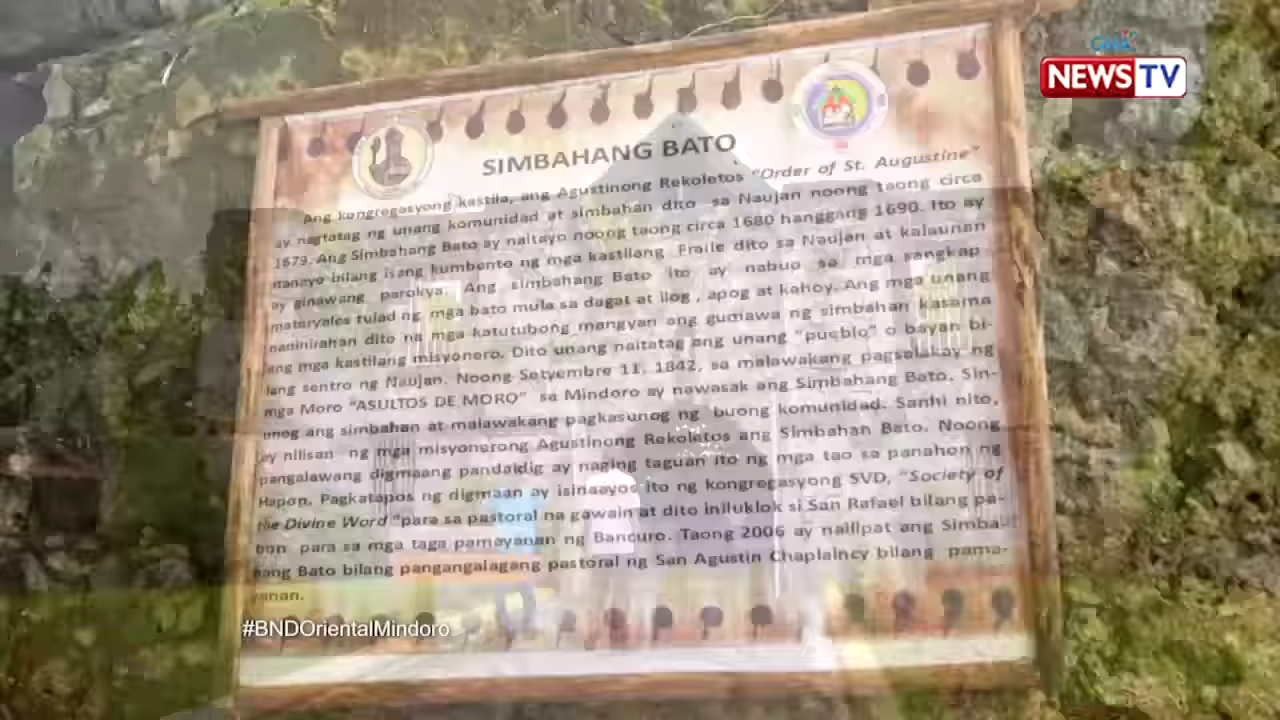 GMA
NEWS TV
SIMBAHANG BATO
Ang kongregasyong kastila, ang Agustinong Rekoletos "Order of St. Augustine"
ay nagtatag ng unang komunidad at simbahan dito sa Naujan noong taong circa
1679. Ang Simbahang Bato ay naitayo noong taong circa 1680 hanggang 1690. Ito ay
itinayo bilang isang kumbento ng mga kastilang Fraile dito sa Naujan at kalaunan
ay ginawang parokya. Ang simbahang Bato ito ay nabuo sa mga sangkap
materyales tulad ng mga bato mula sa dagat at ilog , apog at kahoy. Ang mga unang
naninirahan dito na mga katutubong mangyan ang gumawa ng simbahan kasama
ang mga kastilang misyonero. Dito unang naitatag ang unang "pueblo" o bayan bi-
lang sentro ng Naujan. Noong Setyembre 11, 1842, sa malawakang pagsalakay ng
mga Moro "ASULTOS DE MORO" sa Mindoro ay nawasak ang Simbahang Bato. Sin-
unog ang simbahan at malawakang pagkasunog ng buong komunidad. Sanhi nito,
ay nilisan ng mga misyonerong Agustinong Rekoletos ang Simbahan Bato. Noong
pangalawang digmaang pandaidig ay naging taguan ito ng mga tao sa panahon ng
Hapon. Pagkatapos ng digmaan ay isinaayos ito ng kongregasyong SVD, "Society of
the Divine Word "para sa pastoral na gawain at dito iniluklok si San Rafael bilang pa-
tron para sa mga taga pamayanan ng Bancuro. Taong 2006 ay nailipat ang Simba
hang Bato bilang pangangalagang pastoral ng San Agustin Chaplaincy bilang pama-
yanan.
#BNDOrientalMindoro